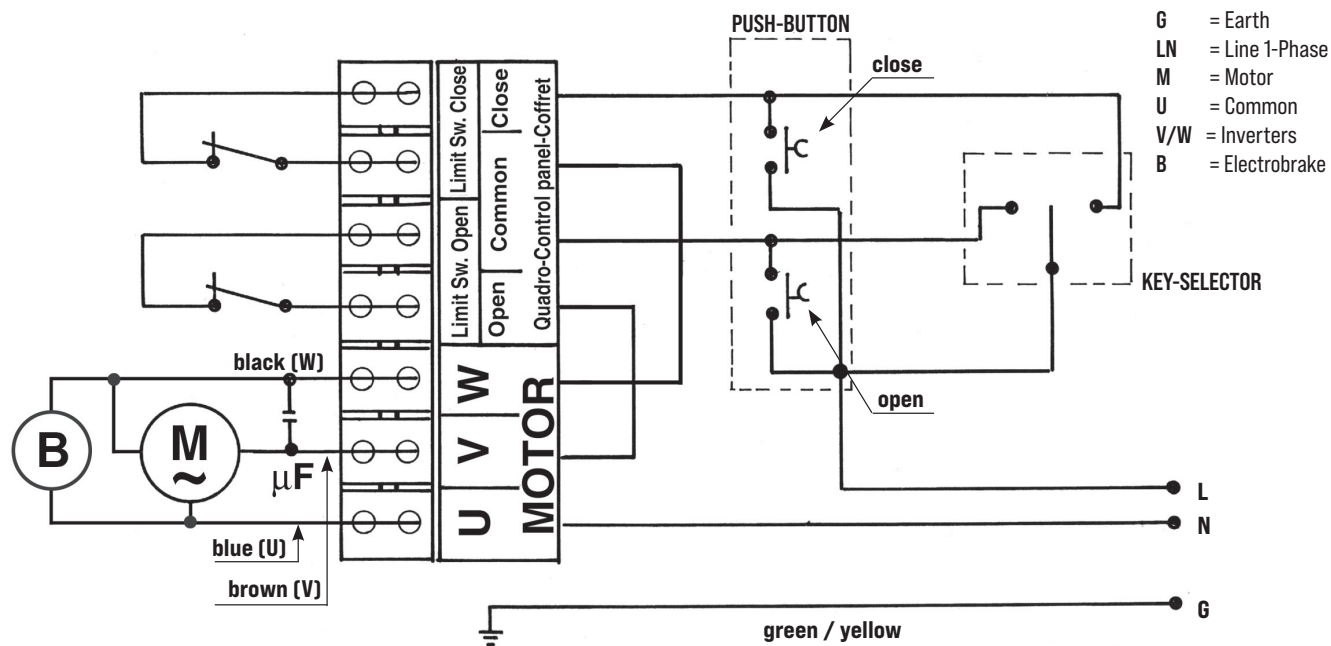 PUSH-BUTTON
close
G = Earth
LN = Line 1-Phase
M = Motor
U = Common
V/W = Inverters
B = Electrobrake
Limit Sw. Close
Limit Sw. Open
Close
Common
Open
Quadro-Control panel-Coffret
KEY-SELECTOR
open
black (W)
B
M
~
μF
W
V
U
MOTOR
blue (U)
brown (V)
L
N
G
green / yellow